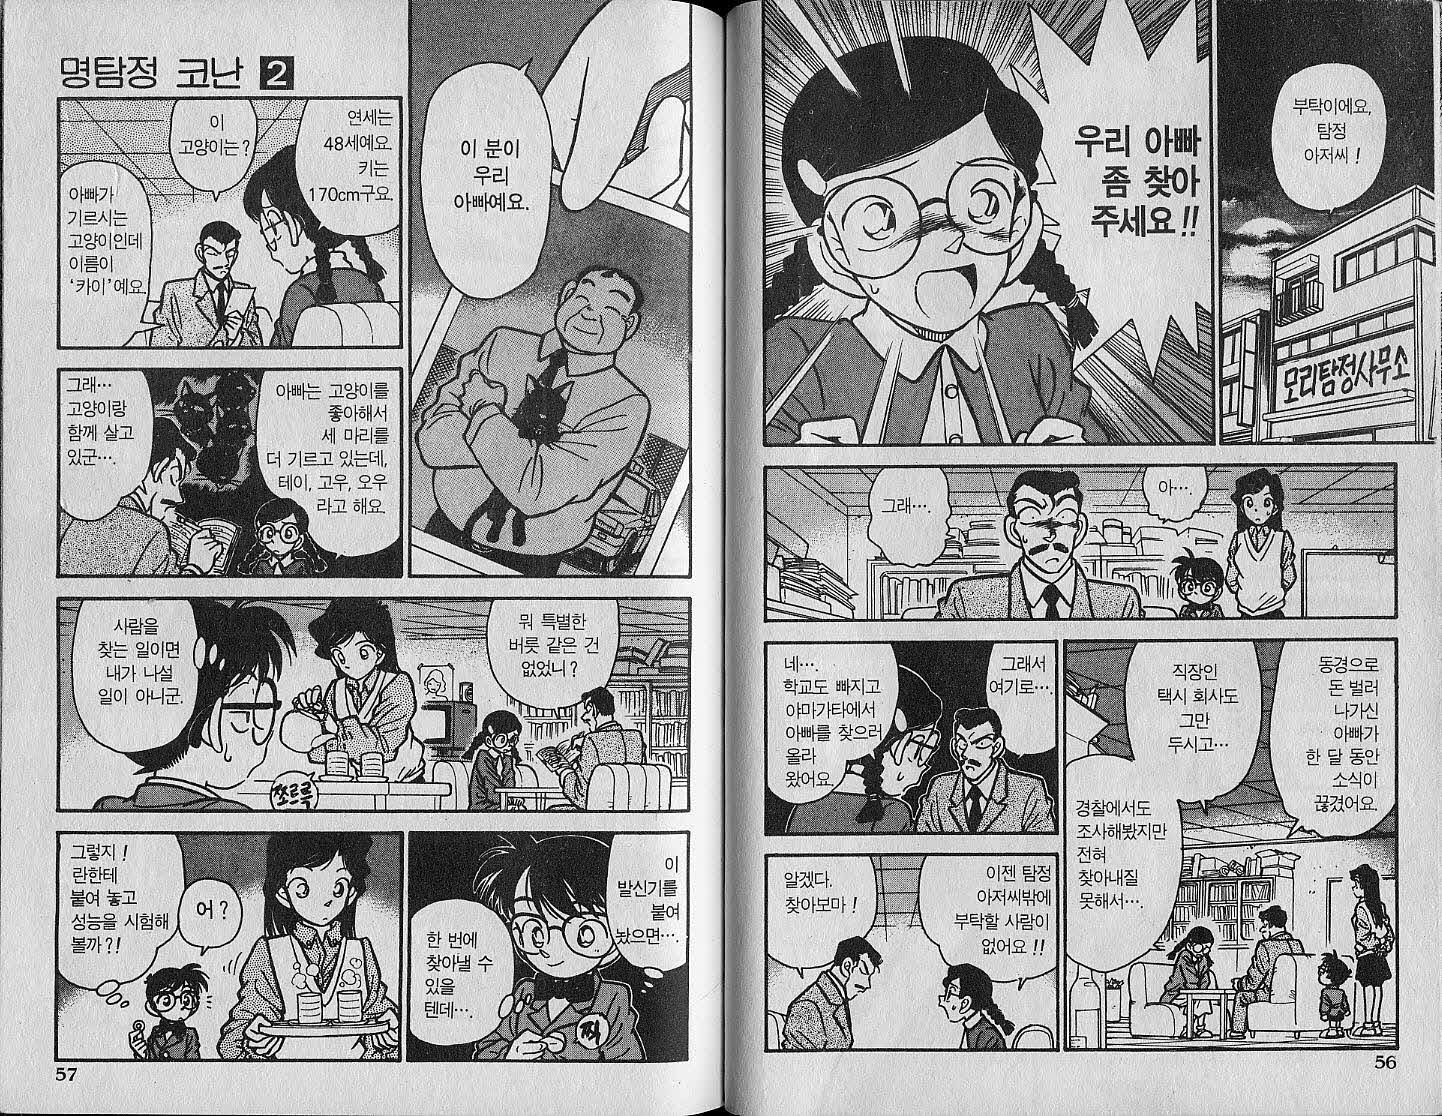 부탁이에요,
탐정
아저씨!
모리탐정사무소
우리 아빠
좀 찾아
주세요!!
아….
그래….
동경으로
돈 벌러
나가신
아빠가
한 달 동안
소식이
끊겼어요.
직장인
택시 회사도
그만
두시고…
경찰에서도
조사해봤지만
전혀
찾아내질
못해서….
그래서
여기로….
네….
학교도 빠지고
야마가타에서
아빠를 찾으러
올라
왔어요.
이젠 탐정
아저씨밖에
부탁할 사람이
없어요!!
알겠다.
찾아보마!
56
명탐정 코난 2
이 분이
우리
아빠예요.
연세는
48세예요.
키는
170cm구요.
이
고양이는?
아빠가
기르시는
고양이인데
이름이
‘카이’예요.
아빠는 고양이를
좋아해서
세 마리를
더 기르고 있는데,
테이, 고우, 오우
라고 해요.
그래…
고양이랑
함께 살고
있군….
뭐 특별한
버릇 같은 건
없었니?
사람을
찾는 일이면
내가 나설
일이 아니군.
쪼르륵
이
발신기를
붙여
놨으면….
한 번에
찾아낼 수
있을
텐데….
찍
어?
그렇지!
란한테
붙여 놓고
성능을 시험해
볼까?!
57